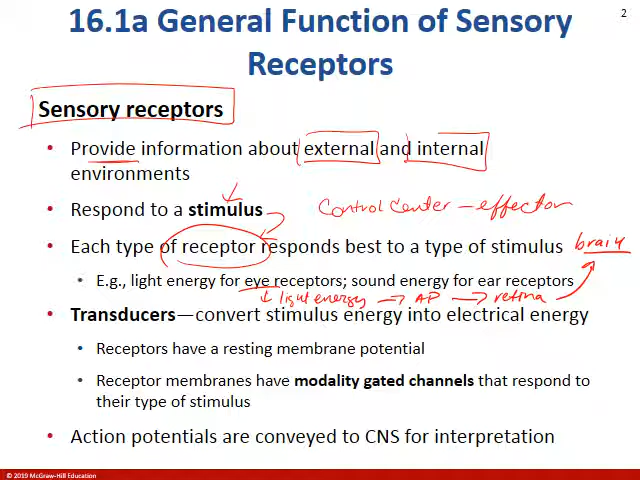 2
16.1a General Function of Sensory
Receptors
Sensory receptors
• Provide information about external and internal
environments
• Respond to a stimulus
Control Center – effector
• Each type of receptor responds best to a type of stimulus
brain
• E.g., light energy for eye receptors; sound energy for ear receptors
↓ light energy → AP → retina
• Transducers—convert stimulus energy into electrical energy
• Receptors have a resting membrane potential
• Receptor membranes have modality gated channels that respond to
their type of stimulus
• Action potentials are conveyed to CNS for interpretation
© 2019 McGraw-Hill Education